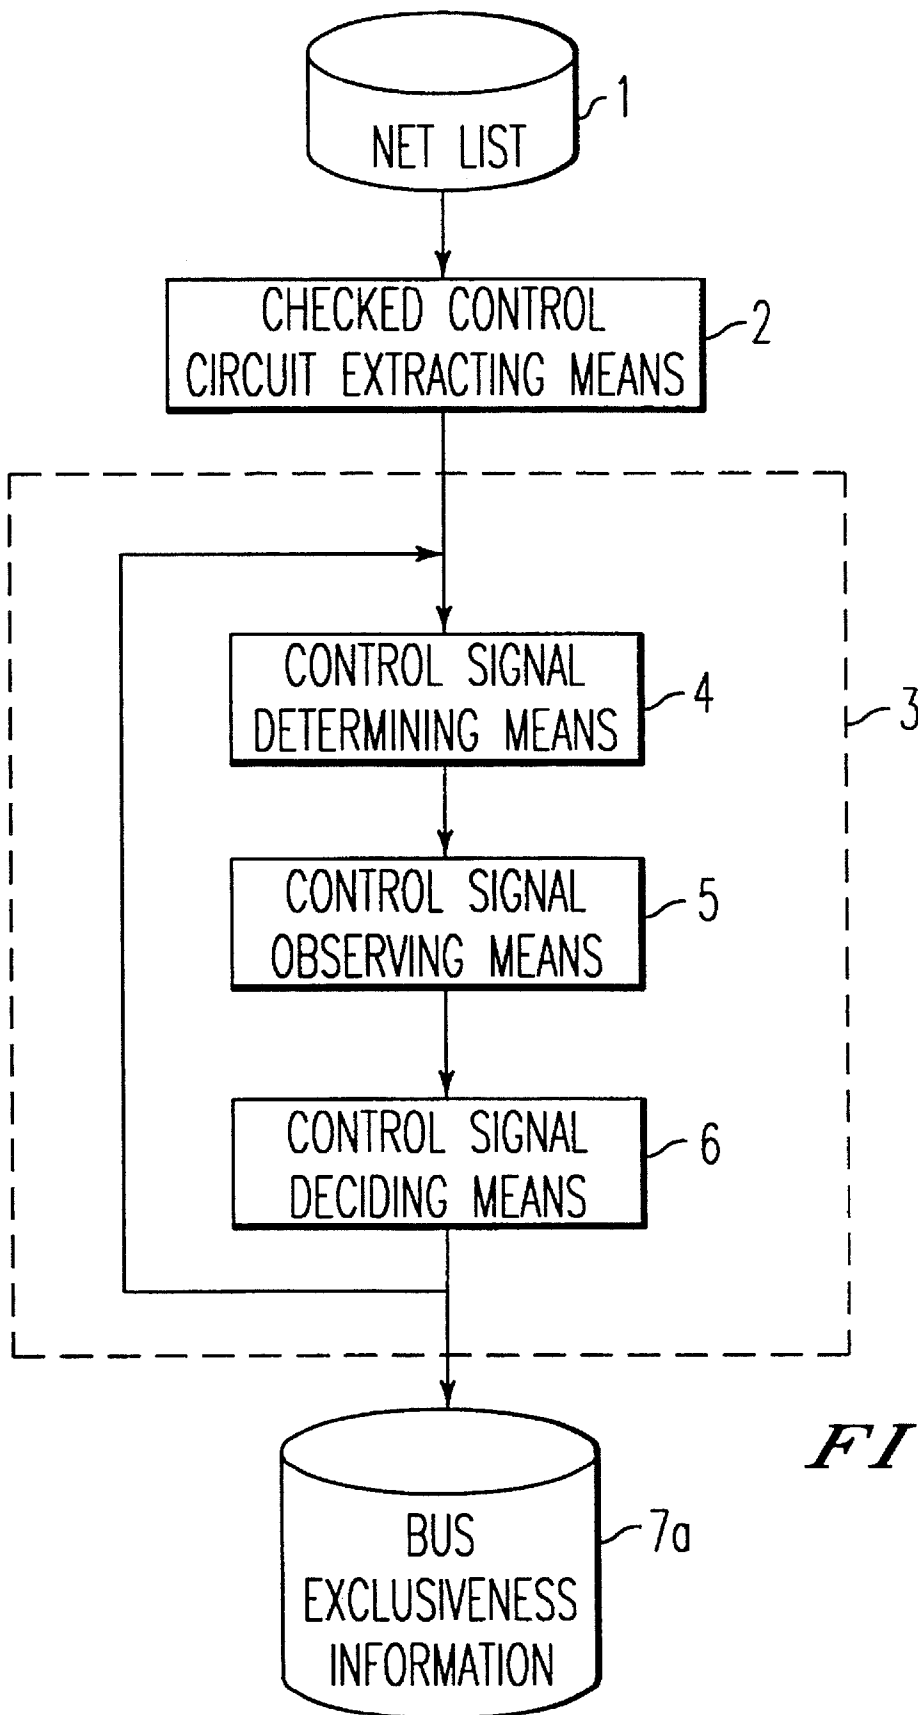 NET LIST
1
CHECKED CONTROL
CIRCUIT EXTRACTING MEANS
2
3
CONTROL SIGNAL
DETERMINING MEANS
4
CONTROL SIGNAL
OBSERVING MEANS
5
CONTROL SIGNAL
DECIDING MEANS
6
FI
BUS
EXCLUSIVENESS
INFORMATION
7a